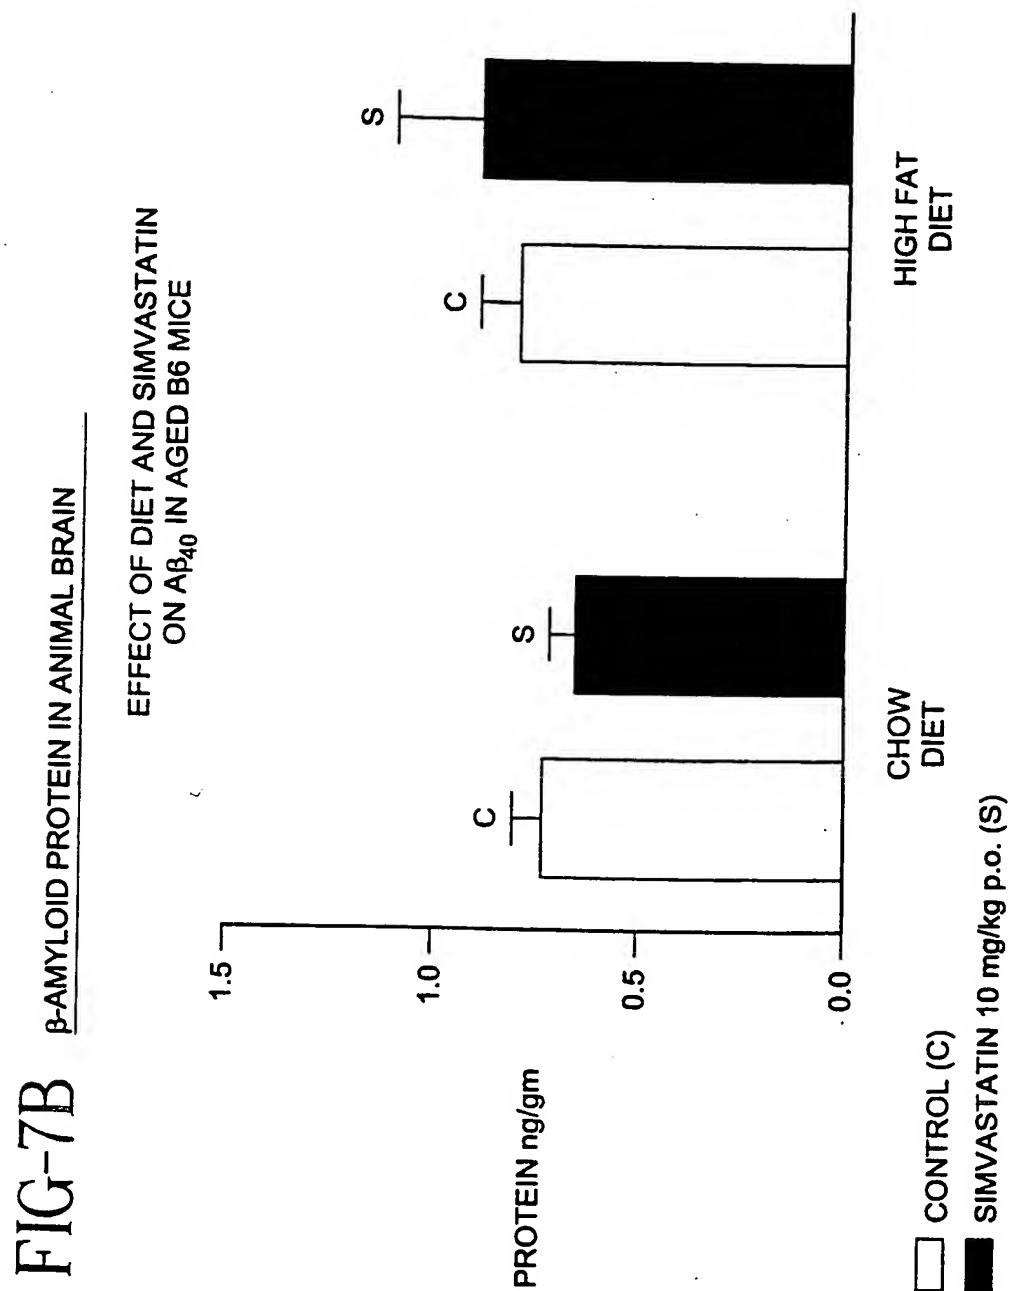 FIG-7B
β-AMYLOID PROTEIN IN ANIMAL BRAIN
EFFECT OF DIET AND SIMVASTATIN
ON Aβ40 IN AGED B6 MICE
PROTEIN ng/gm
1.5
1.0
0.5
0.0
C
S
C
S
CHOW
DIET
HIGH FAT
DIET
CONTROL (C)
SIMVASTATIN 10 mg/kg p.o. (S)